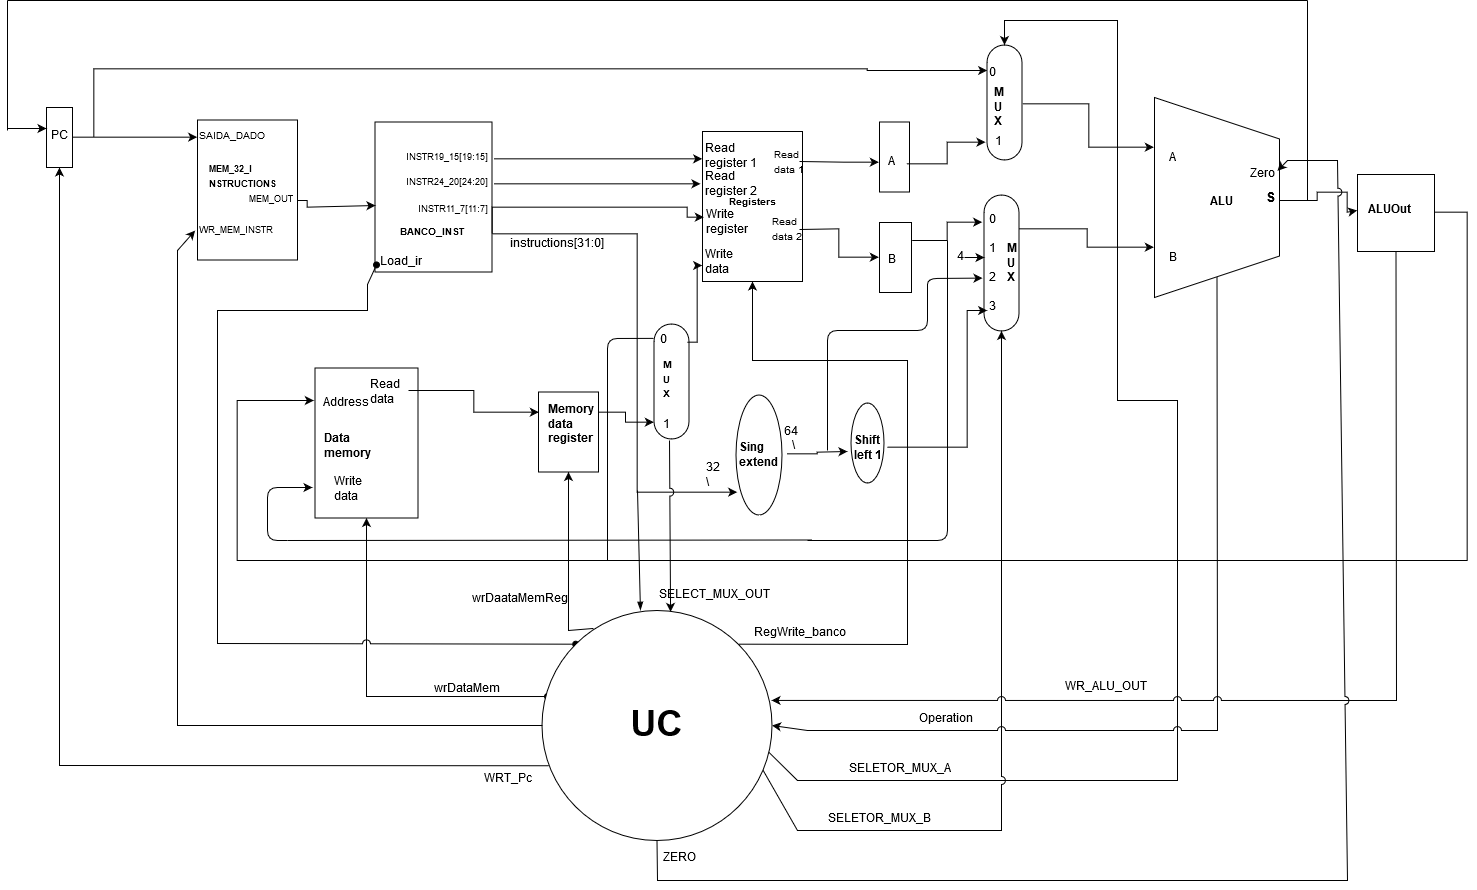 PC
SAIDA_DADO
MEM_32_I
NSTRUCTIONS
MEM_OUT
WR_MEM_INSTR
INSTR19_15[19:15]
INSTR24_20[24:20]
INSTR11_7[11:7]
BANCO_INST
Load_ir
instructions[31:0]
Read
register 1
Read
register 2
Registers
Write
register
Write
data
Read
data 1
Read
data 2
A
B
0
M
U
X
1
0
1
4
2
3
M
U
X
A
B
ALU
Zero
S
ALUOut
Address
Read
data
Data
memory
Write
data
Memory
data
register
0
M
U
X
1
32
\
Sing
extend
64
\
Shift
left 1
wrDaataMemReg
SELECT_MUX_OUT
RegWrite_banco
wrDataMem
WR_ALU_OUT
UC
Operation
WRT_Pc
SELETOR_MUX_A
SELETOR_MUX_B
ZERO